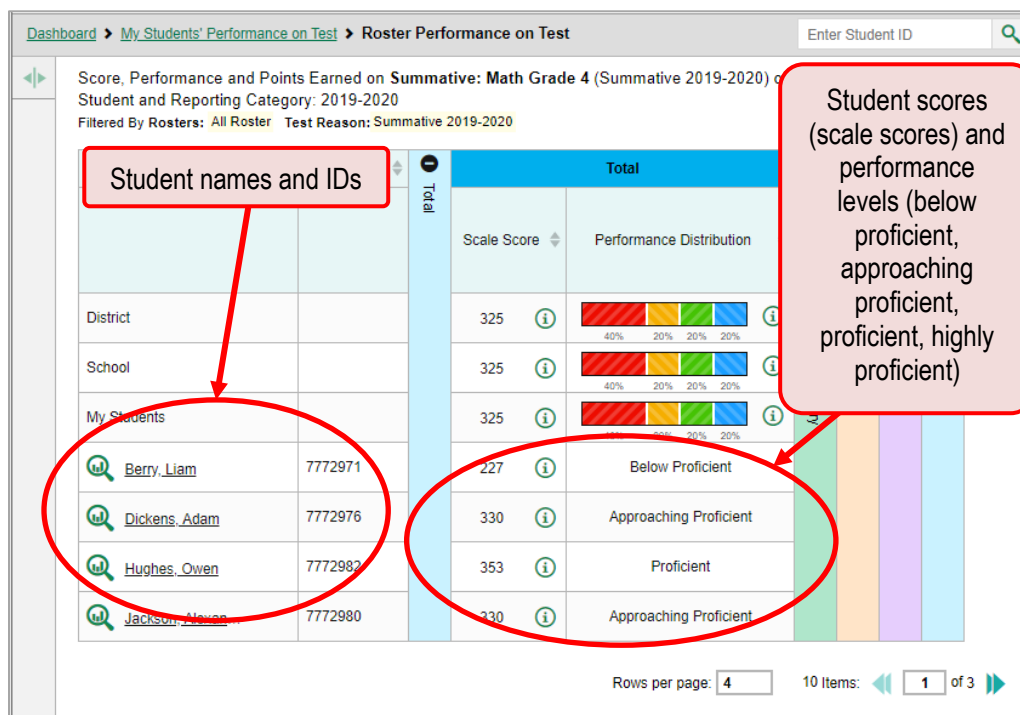 Dashboard > My Students' Performance on Test > Roster Performance on Test
Enter Student ID
Score, Performance and Points Earned on Summative: Math Grade 4 (Summative 2019-2020)
Student and Reporting Category: 2019-2020
Filtered By Rosters: All Roster Test Reason: Summative 2019-2020
Student names and IDs
Student scores
(scale scores) and
performance
levels (below
proficient,
approaching
proficient,
proficient, highly
proficient)
Total
Total
Scale Score
Performance Distribution
District
325
40% 20% 20% 20%
School
325
40% 20% 20% 20%
My Students
325
40% 20% 20% 20%
Berry, Liam 7772971 227 Below Proficient
Dickens, Adam 7772976 330 Approaching Proficient
Hughes, Owen 7772982 353 Proficient
Jackson, Alexan... 7772980 330 Approaching Proficient
Rows per page: 4 10 Items: 1 of 3